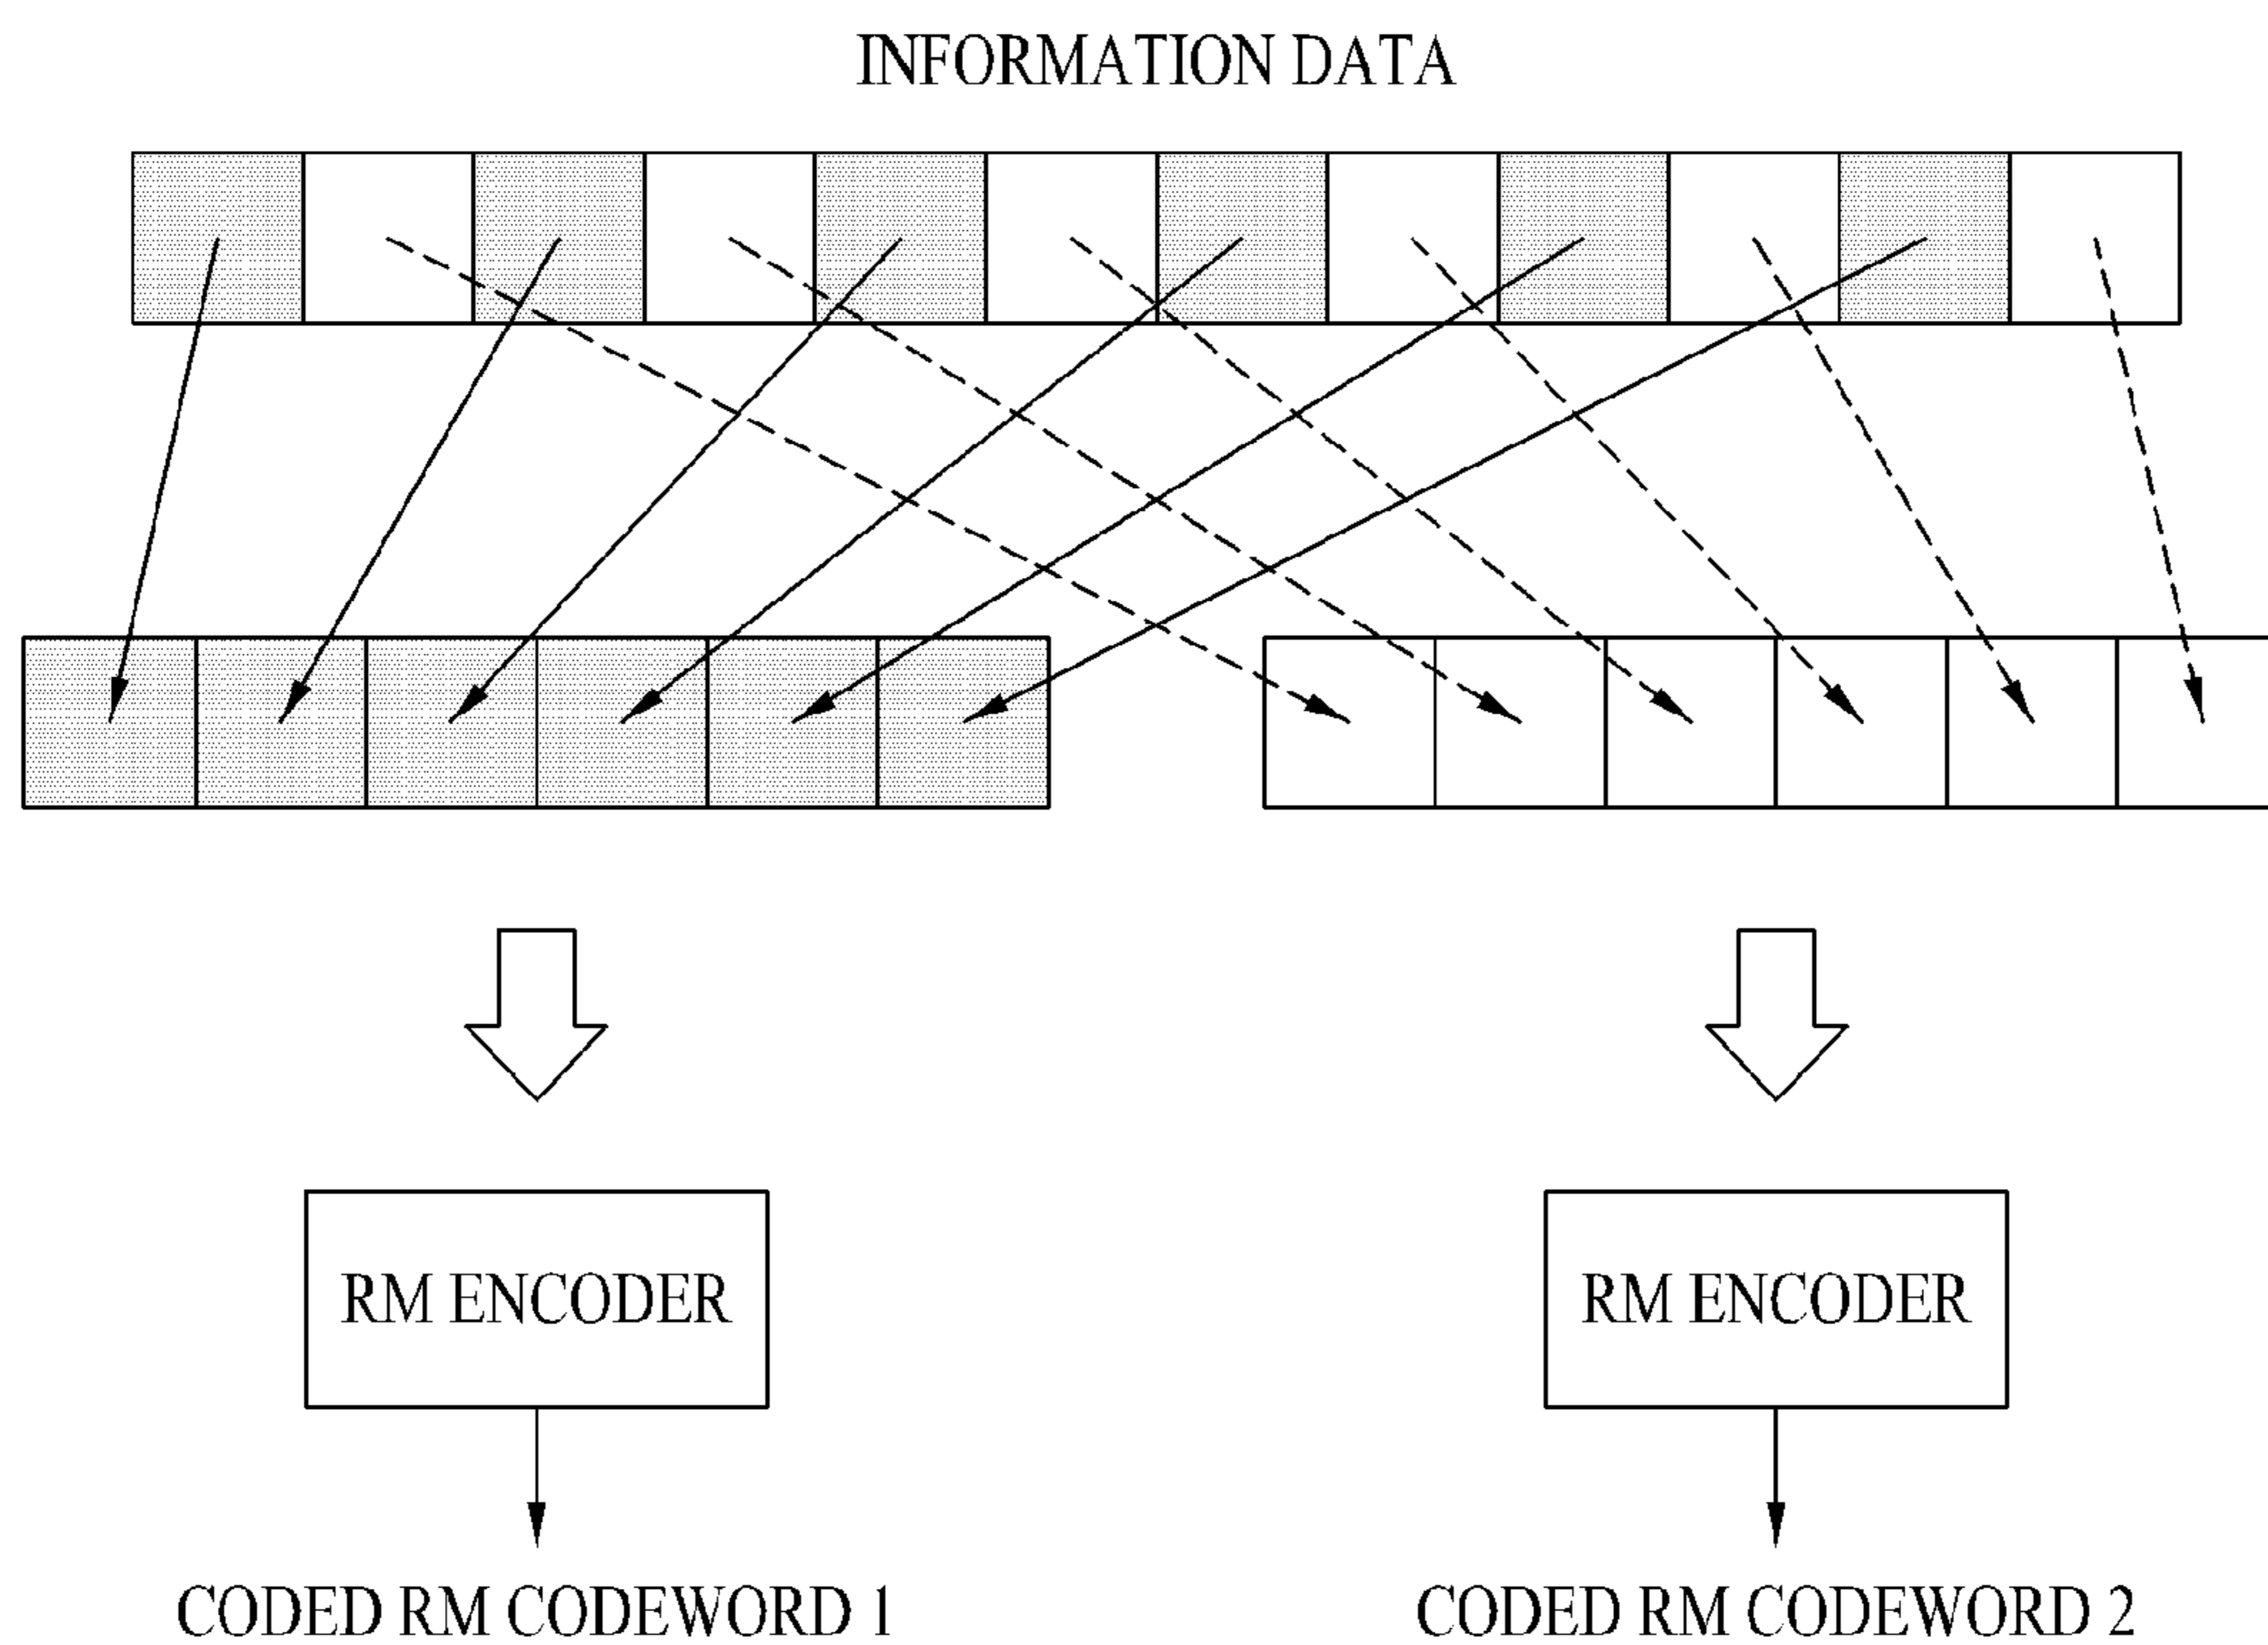 INFORMATION DATA
RM ENCODER
RM ENCODER
CODED RM CODEWORD 1
CODED RM CODEWORD 2